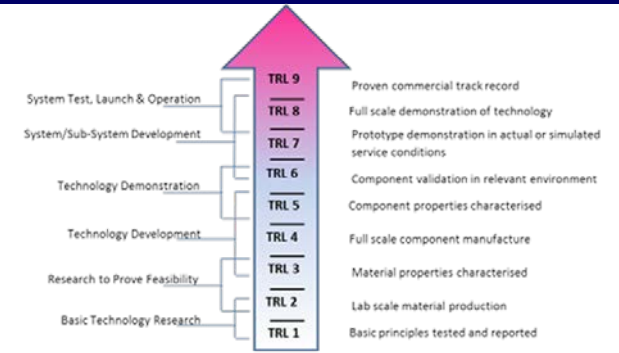 TRL 9
Proven commercial track record
System Test, Launch & Operation
TRL 8
Full scale demonstration of technology
System/Sub-System Development
TRL 7
Prototype demonstration in actual or simulated
service conditions
TRL 6
Component validation in relevant environment
Technology Demonstration
TRL 5
Component properties characterised
Technology Development
TRL 4
Full scale component manufacture
TRL 3
Material properties characterised
Research to Prove Feasibility
TRL 2
Lab scale material production
Basic Technology Research
TRL 1
Basic principles tested and reported